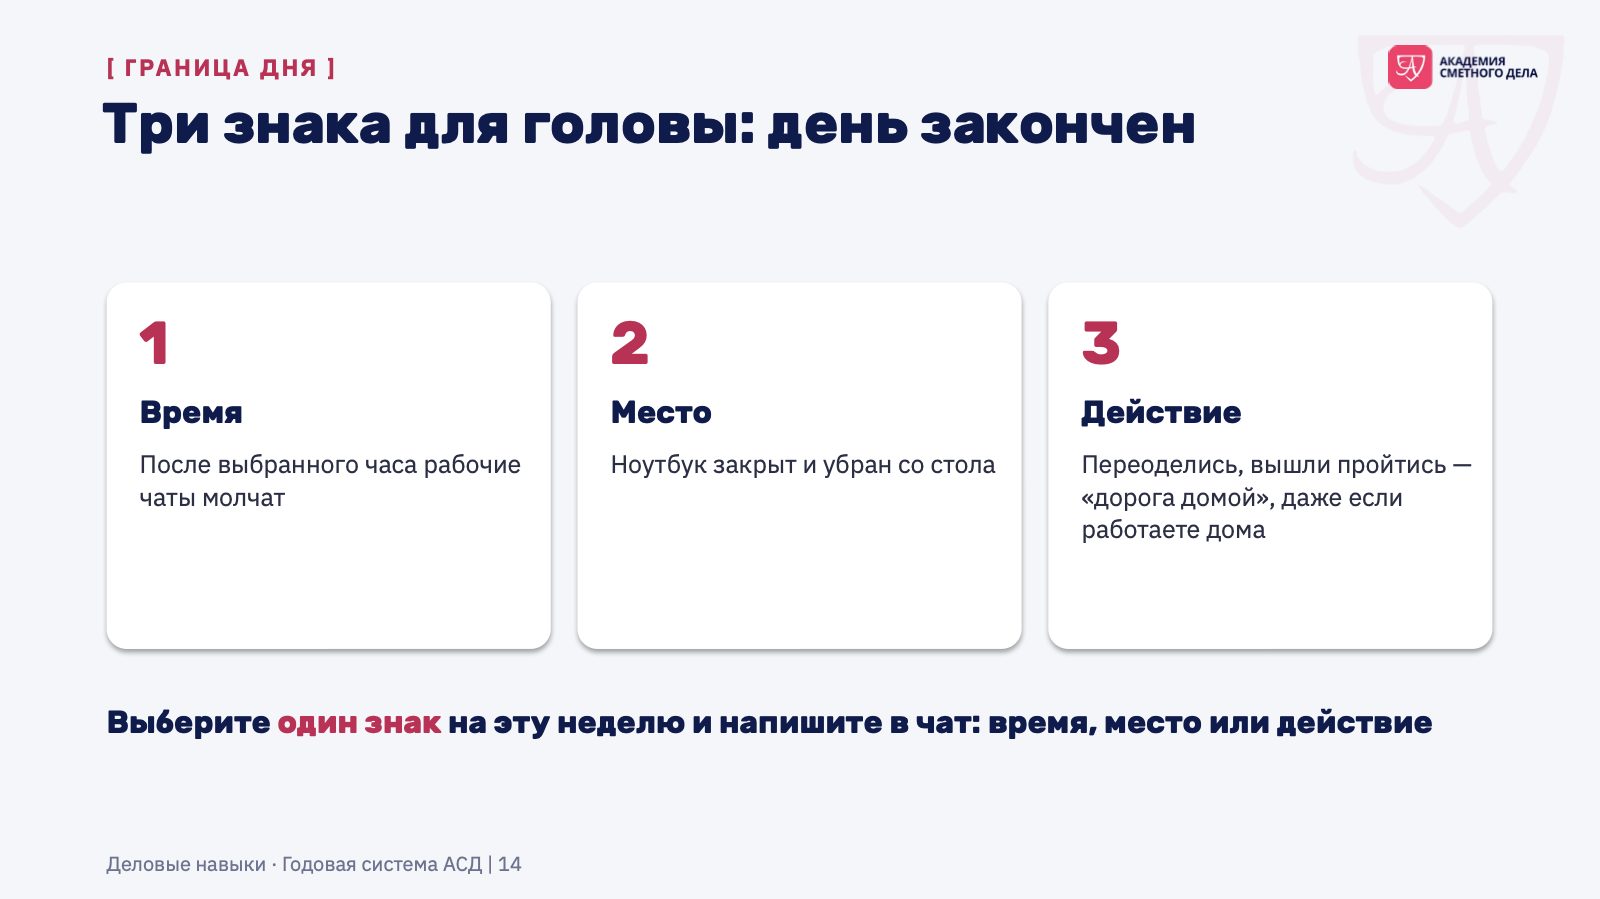 [ ГРАНИЦА ДНЯ ]
АКАДЕМИЯ
СМЕТНОГО ДЕЛА
Три знака для головы: день закончен
1
Время
После выбранного часа рабочие
чаты молчат
2
Место
Ноутбук закрыт и убран со стола
3
Действие
Переоделись, вышли пройтись —
«дорога домой», даже если
работаете дома
Выберите один знак на эту неделю и напишите в чат: время, место или действие
Деловые навыки · Годовая система АСД | 14